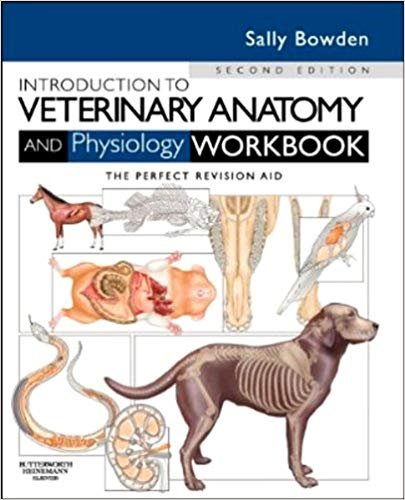 Sally Bowden
SECOND EDITION
INTRODUCTION TO
VETERINARY ANATOMY
AND Physiology WORKBOOK
THE PERFECT REVISION AID
BUTTERWORTH
HEINEMANN
ELSEVIER